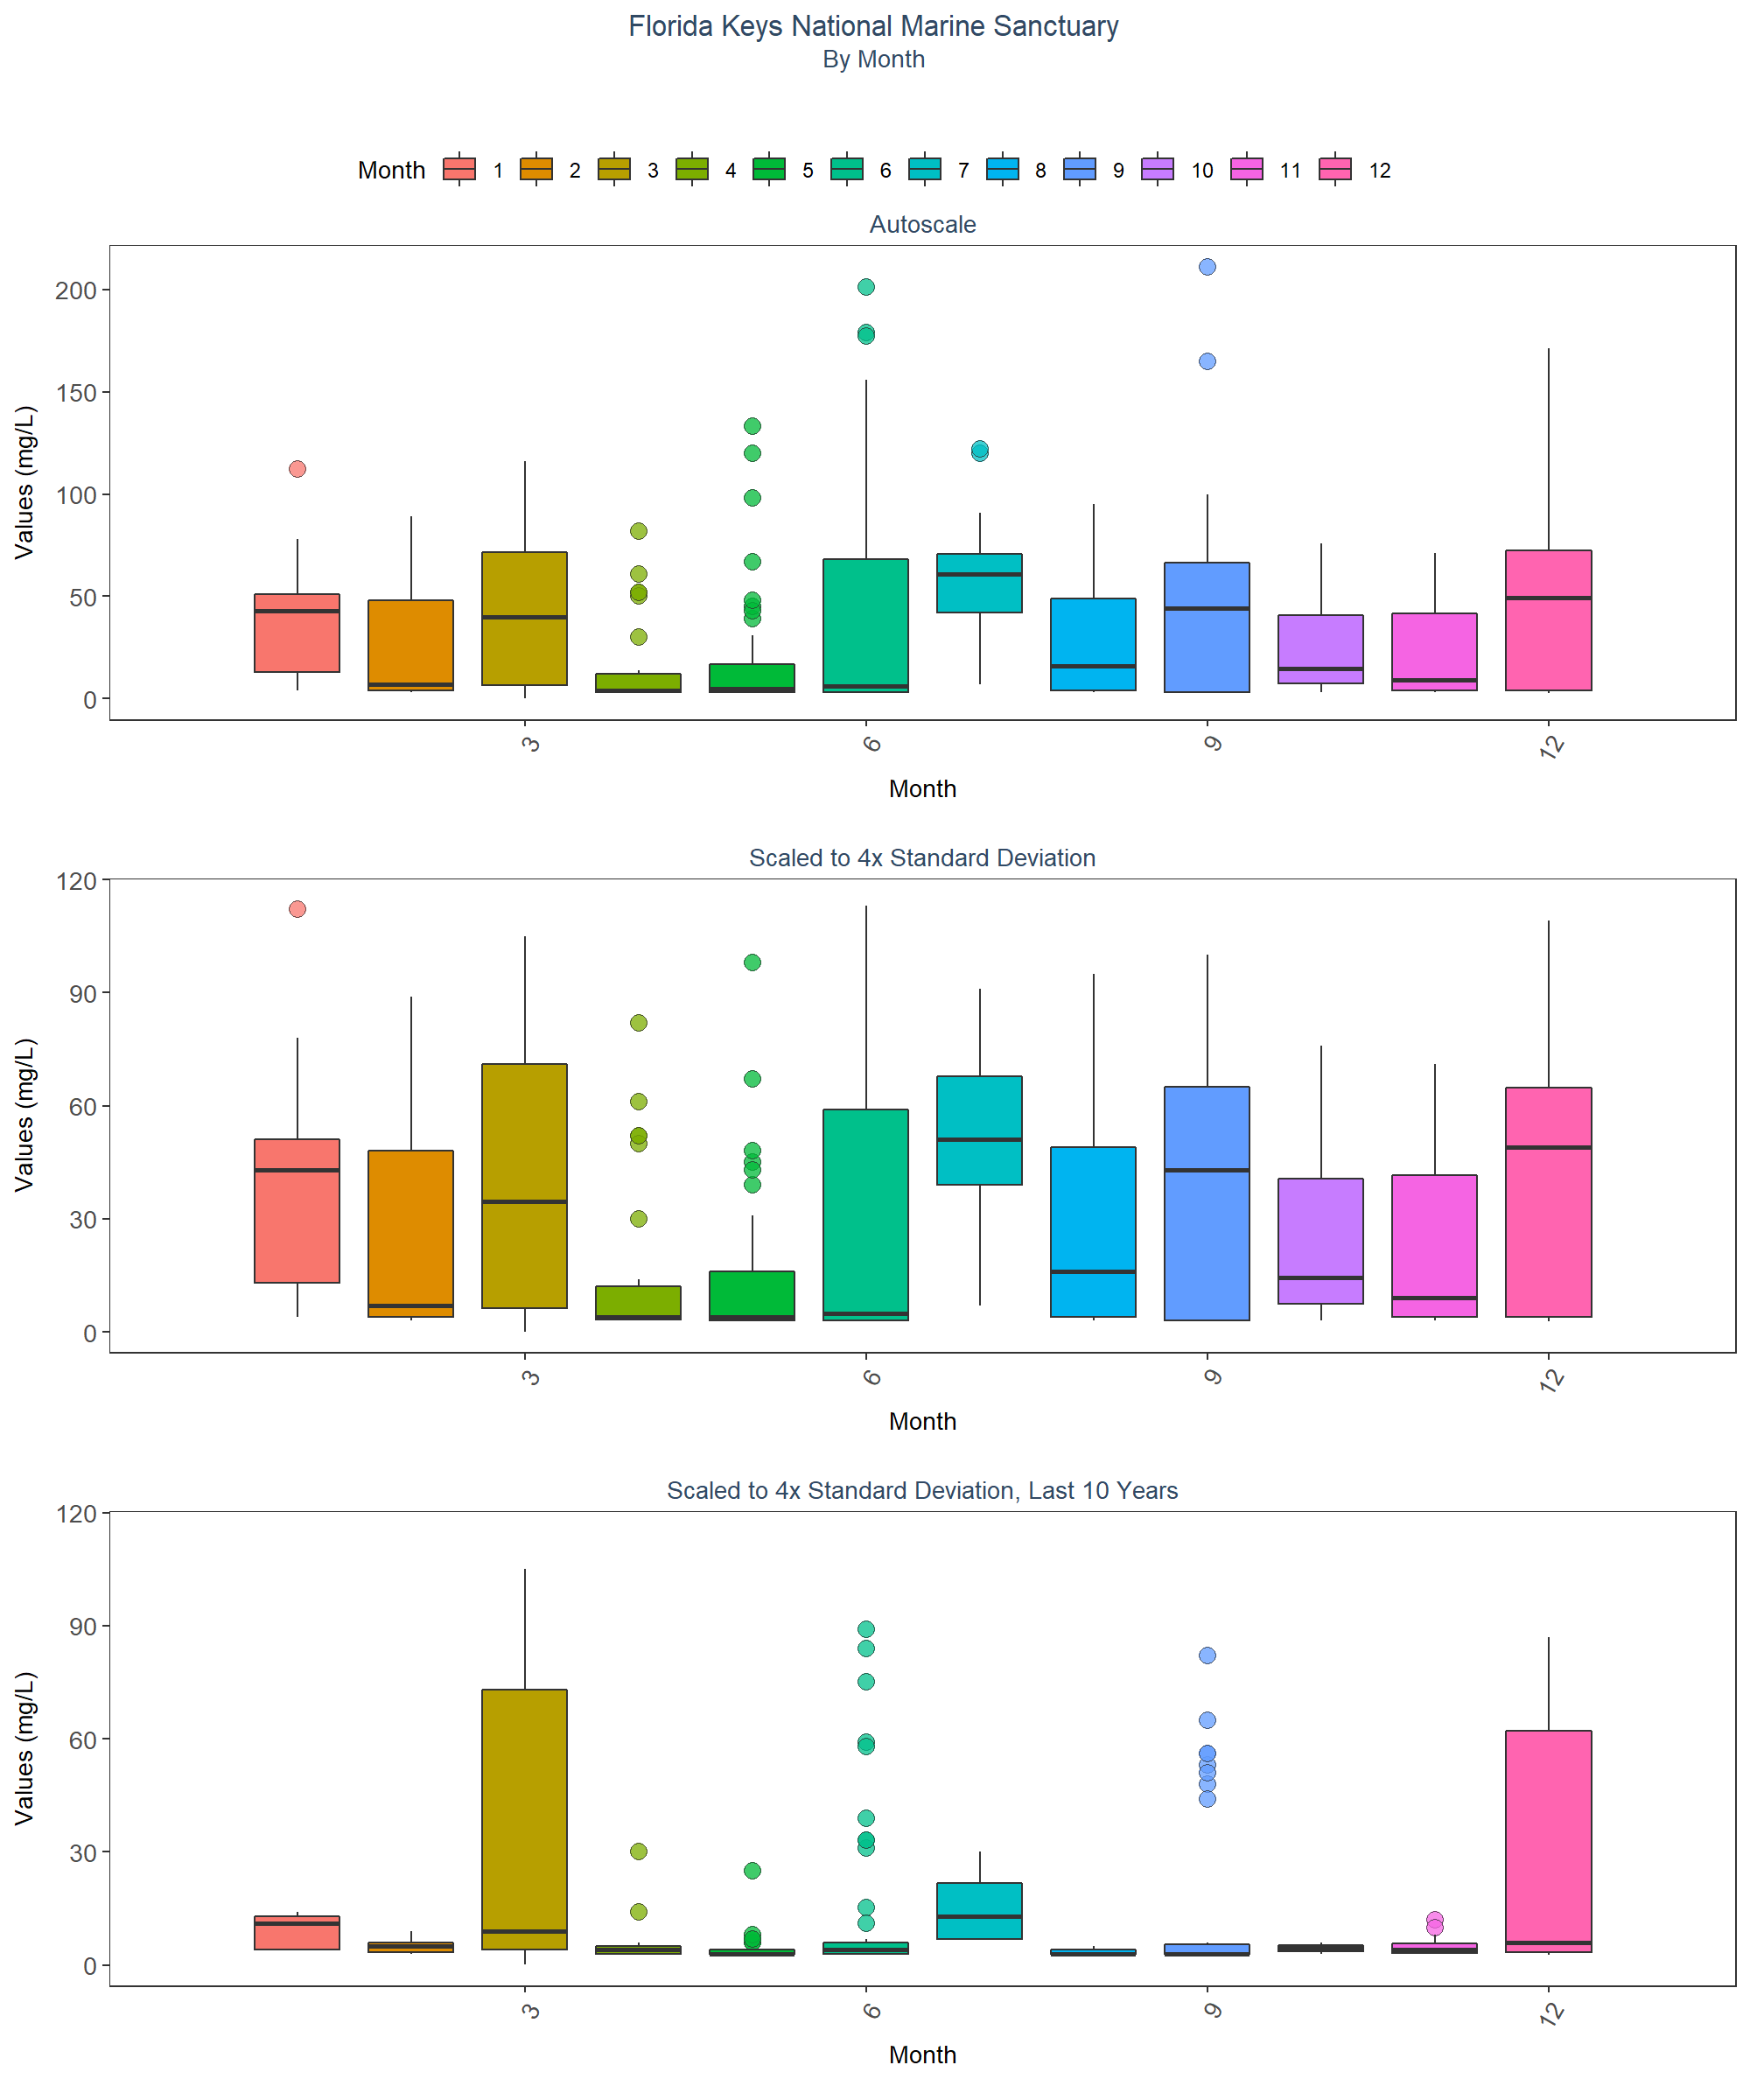 Florida Keys National Marine Sanctuary
By Month
Month 1 2 3 4 5 6 7 8 9 10 11 12
Autoscale
Values (mg/L)
200
150
100
50
0
3 6 9 12
Month
Scaled to 4x Standard Deviation
Values (mg/L)
120
90
60
30
0
3 6 9 12
Month
Scaled to 4x Standard Deviation, Last 10 Years
Values (mg/L)
120
90
60
30
0
3 6 9 12
Month